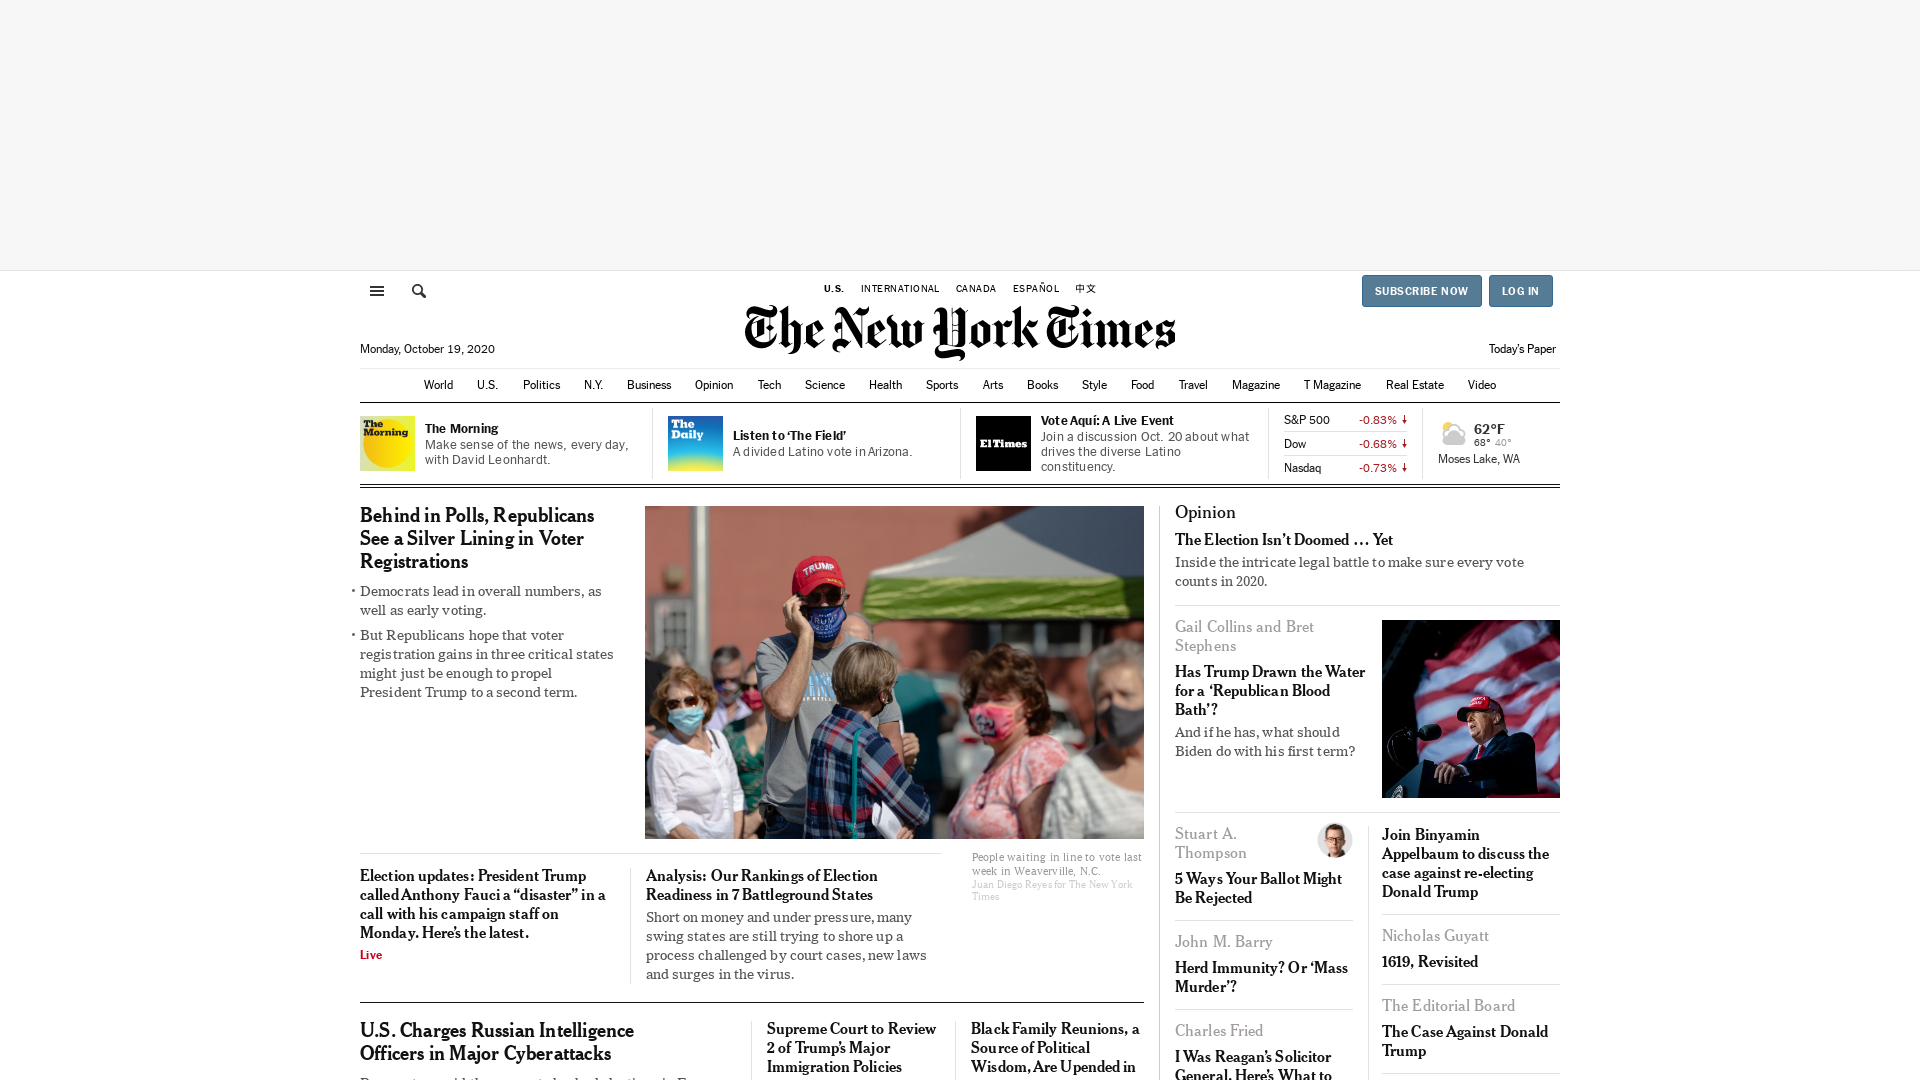 U.S. INTERNATIONAL CANADA ESPAÑOL 中文
SUBSCRIBE NOW LOG IN
The New York Times
Monday, October 19, 2020
Today's Paper
World U.S. Politics N.Y. Business Opinion Tech Science Health Sports Arts Books Style Food Travel Magazine T Magazine Real Estate Video
The Morning
The Morning
Make sense of the news, every day,
with David Leonhardt.
The Daily
Listen to ‘The Field’
A divided Latino vote in Arizona.
El Times
Vote Aquí: A Live Event
Join a discussion Oct. 20 about what
drives the diverse Latino
constituency.
S&P 500 -0.83%
Dow -0.68%
Nasdaq -0.73%
62°F
68° 40°
Moses Lake, WA
Behind in Polls, Republicans
See a Silver Lining in Voter
Registrations
Democrats lead in overall numbers, as
well as early voting.
But Republicans hope that voter
registration gains in three critical states
might just be enough to propel
President Trump to a second term.
TRUMP
TRUMP
2020
People waiting in line to vote last
week in Weaverville, N.C.
Juan Diego Reyes for The New York
Times
Election updates: President Trump
called Anthony Fauci a “disaster” in a
call with his campaign staff on
Monday. Here’s the latest.
Live
Analysis: Our Rankings of Election
Readiness in 7 Battleground States
Short on money and under pressure, many
swing states are still trying to shore up a
process challenged by court cases, new laws
and surges in the virus.
U.S. Charges Russian Intelligence
Officers in Major Cyberattacks
Supreme Court to Review
2 of Trump’s Major
Immigration Policies
Black Family Reunions, a
Source of Political
Wisdom, Are Upended in
Opinion
The Election Isn’t Doomed … Yet
Inside the intricate legal battle to make sure every vote
counts in 2020.
Gail Collins and Bret
Stephens
Has Trump Drawn the Water
for a ‘Republican Blood
Bath’?
And if he has, what should
Biden do with his first term?
Stuart A.
Thompson
5 Ways Your Ballot Might
Be Rejected
John M. Barry
Herd Immunity? Or ‘Mass
Murder’?
Charles Fried
I Was Reagan’s Solicitor
General. Here’s What to
Join Binyamin
Appelbaum to discuss the
case against re-electing
Donald Trump
Nicholas Guyatt
1619, Revisited
The Editorial Board
The Case Against Donald
Trump